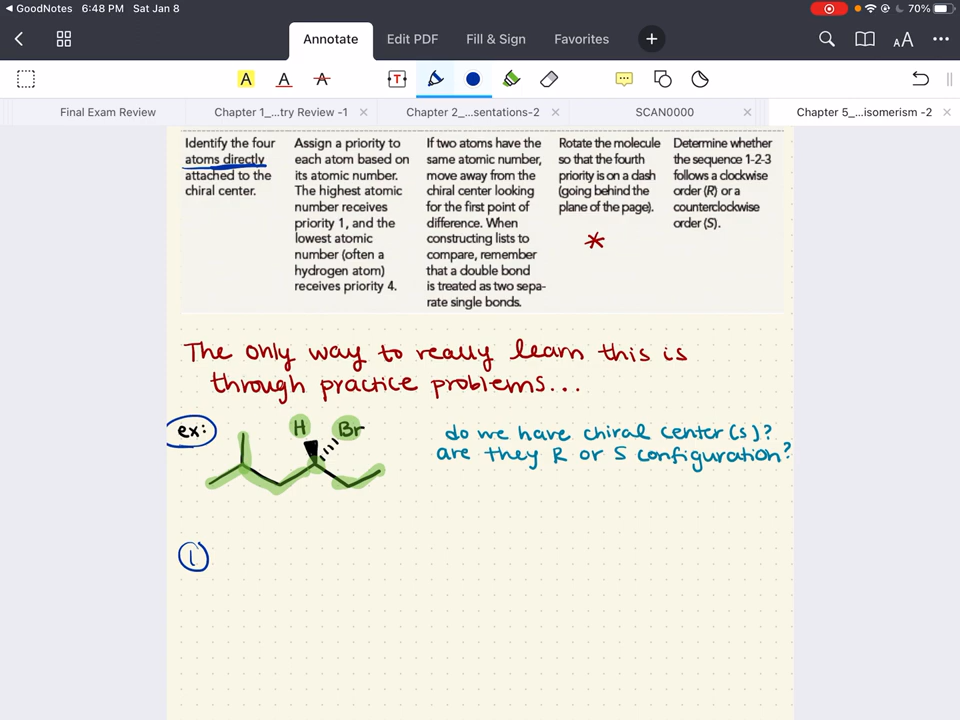 GoodNotes 6:48 PM Sat Jan 8
70%
Annotate
Edit PDF
Fill & Sign
Favorites
AA
A A A T
Final Exam Review
Chapter 1_...try Review -1
Chapter 2_...sentations-2
SCAN0000
Chapter 5_...isomerism -2
Identify the four
atoms directly
attached to the
chiral center.
Assign a priority to
each atom based on
its atomic number.
The highest atomic
number receives
priority 1, and the
lowest atomic
number (often a
hydrogen atom)
receives priority 4.
If two atoms have the
same atomic number,
move away from the
chiral center looking
for the first point of
difference. When
constructing lists to
compare, remember
that a double bond
is treated as two sepa-
rate single bonds.
Rotate the molecule
so that the fourth
priority is on a dash
(going behind the
plane of the page).
*
Determine whether
the sequence 1-2-3
follows a clockwise
order (R) or a
counterclockwise
order (S).
The only way to really learn this is
through practice problems...
ex:
H Br
do we have chiral center(s)?
are they R or S configuration?
1